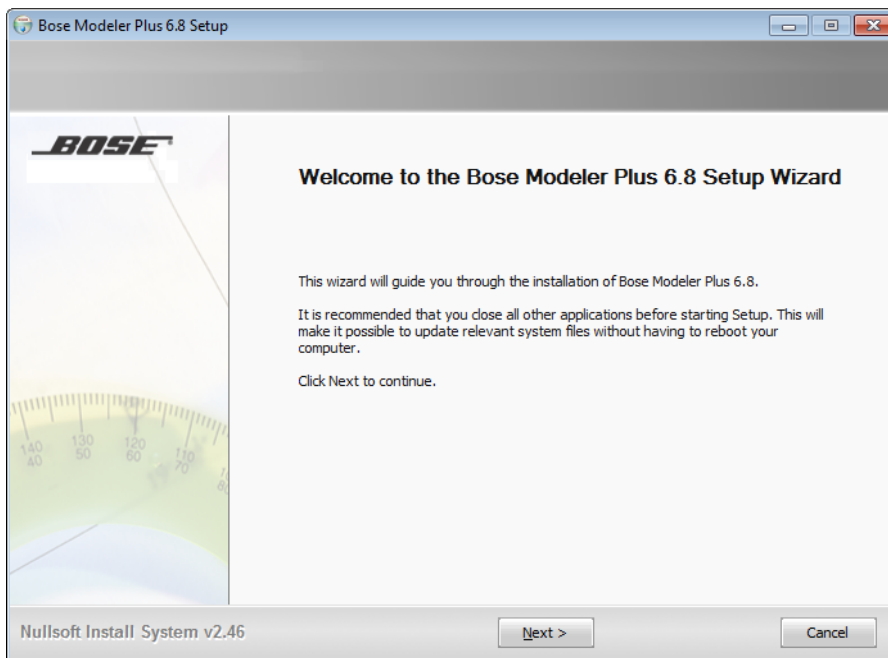 Bose Modeler Plus 6.8 Setup
BOSE
Welcome to the Bose Modeler Plus 6.8 Setup Wizard
This wizard will guide you through the installation of Bose Modeler Plus 6.8.
It is recommended that you close all other applications before starting Setup. This will
make it possible to update relevant system files without having to reboot your
computer.
Click Next to continue.
140 130 120 110
40 50 60 70 80
Nullsoft Install System v2.46
Next >
Cancel